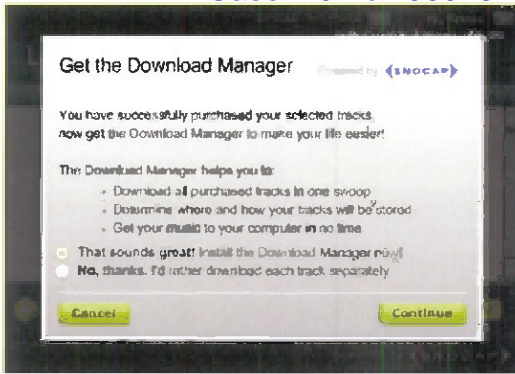 Get the Download Manager
Powered by (SNOCAP)
You have successfully purchased your selected tracks,
now get the Download Manager to make your life easier!
The Download Manager helps you to:
- Download all purchased tracks in one swoop
- Determine where and how your tracks will be stored
- Get your music to your computer in no time
That sounds great! Install the Download Manager now!
No, thanks. I'd rather download each track separately
Cancel
Continue